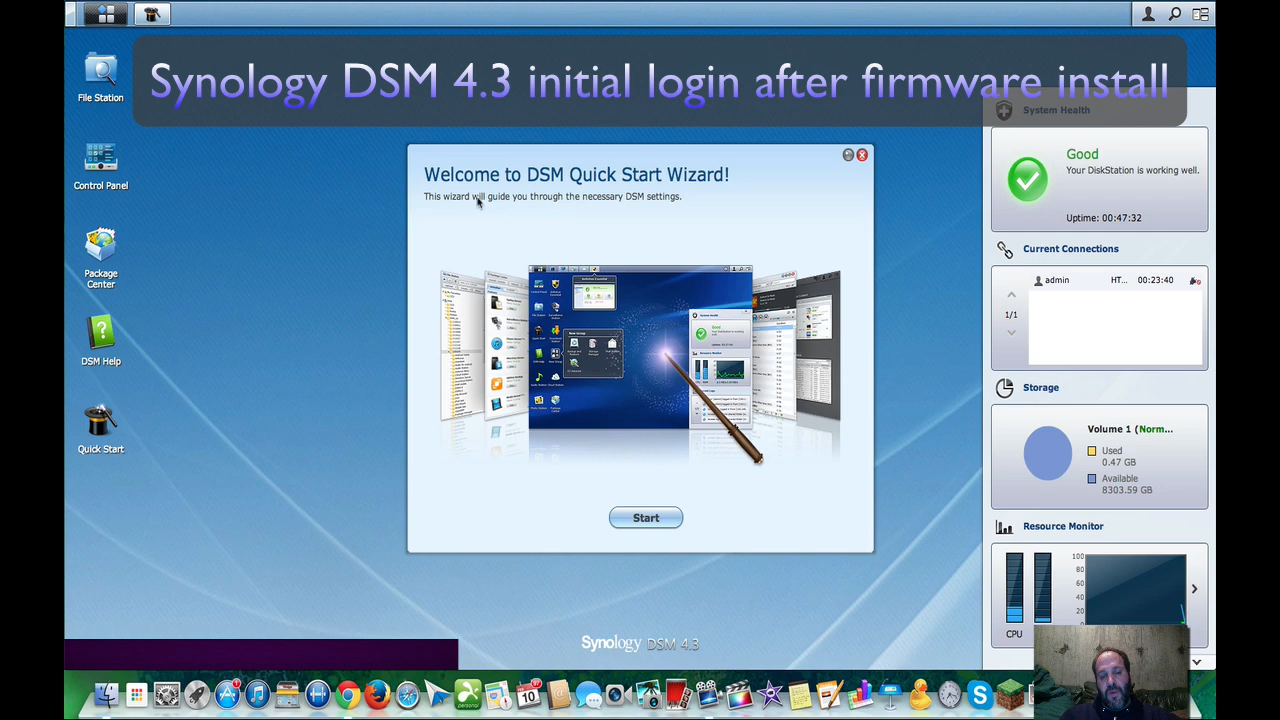 Synology DSM 4.3 initial login after firmware install
File Station
Control Panel
Package
Center
DSM Help
Quick Start
Welcome to DSM Quick Start Wizard!
This wizard will guide you through the necessary DSM settings.
Start
System Health
Good
Your DiskStation is working well.
Uptime: 00:47:32
Current Connections
admin HT... 00:23:40
1/1
Storage
Volume 1 (Norm...
Used
0.47 GB
Available
8303.59 GB
Resource Monitor
100
80
60
40
20
CPU
Synology DSM 4.3
personal
10